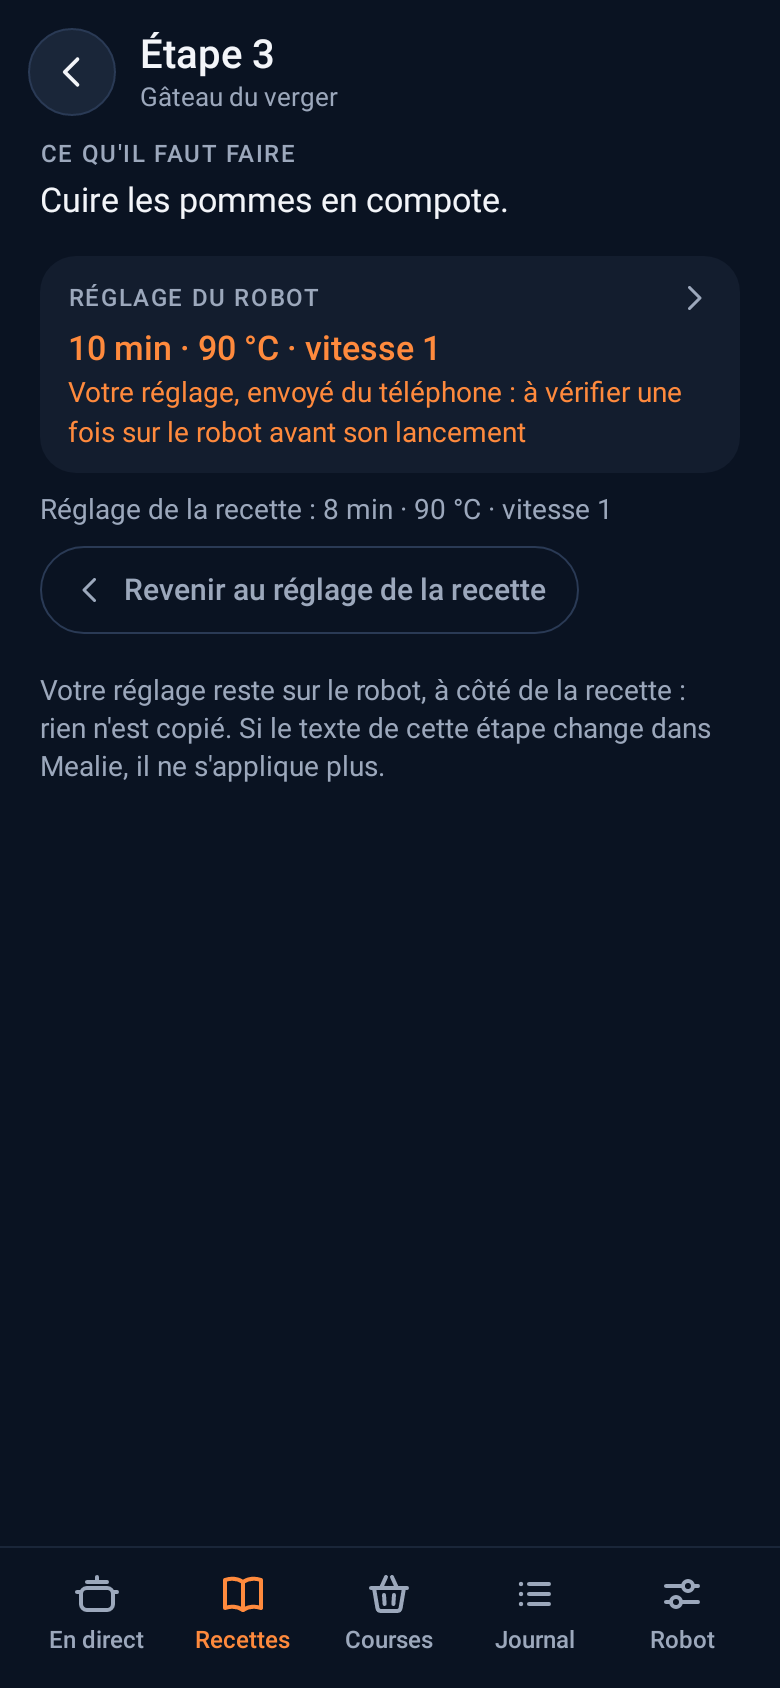 Étape 3
Gâteau du verger
CE QU'IL FAUT FAIRE
Cuire les pommes en compote.
RÉGLAGE DU ROBOT
10 min · 90 °C · vitesse 1
Votre réglage, envoyé du téléphone : à vérifier une
fois sur le robot avant son lancement
Réglage de la recette : 8 min · 90 °C · vitesse 1
Revenir au réglage de la recette
Votre réglage reste sur le robot, à côté de la recette :
rien n'est copié. Si le texte de cette étape change dans
Mealie, il ne s'applique plus.
En direct
Recettes
Courses
Journal
Robot